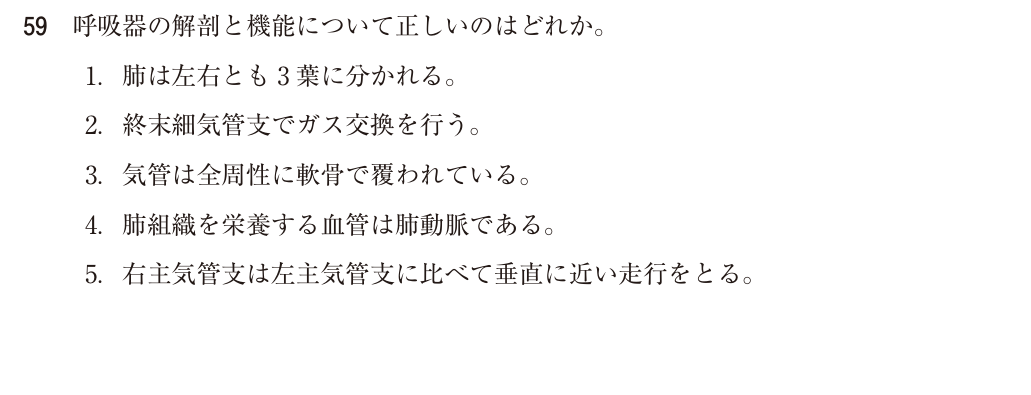 59 呼吸器の解剖と機能について正しいのはどれか。
1. 肺は左右とも3葉に分かれる。
2. 終末細気管支でガス交換を行う。
3. 気管は全周性に軟骨で覆われている。
4. 肺組織を栄養する血管は肺動脈である。
5. 右主気管支は左主気管支に比べて垂直に近い走行をとる。